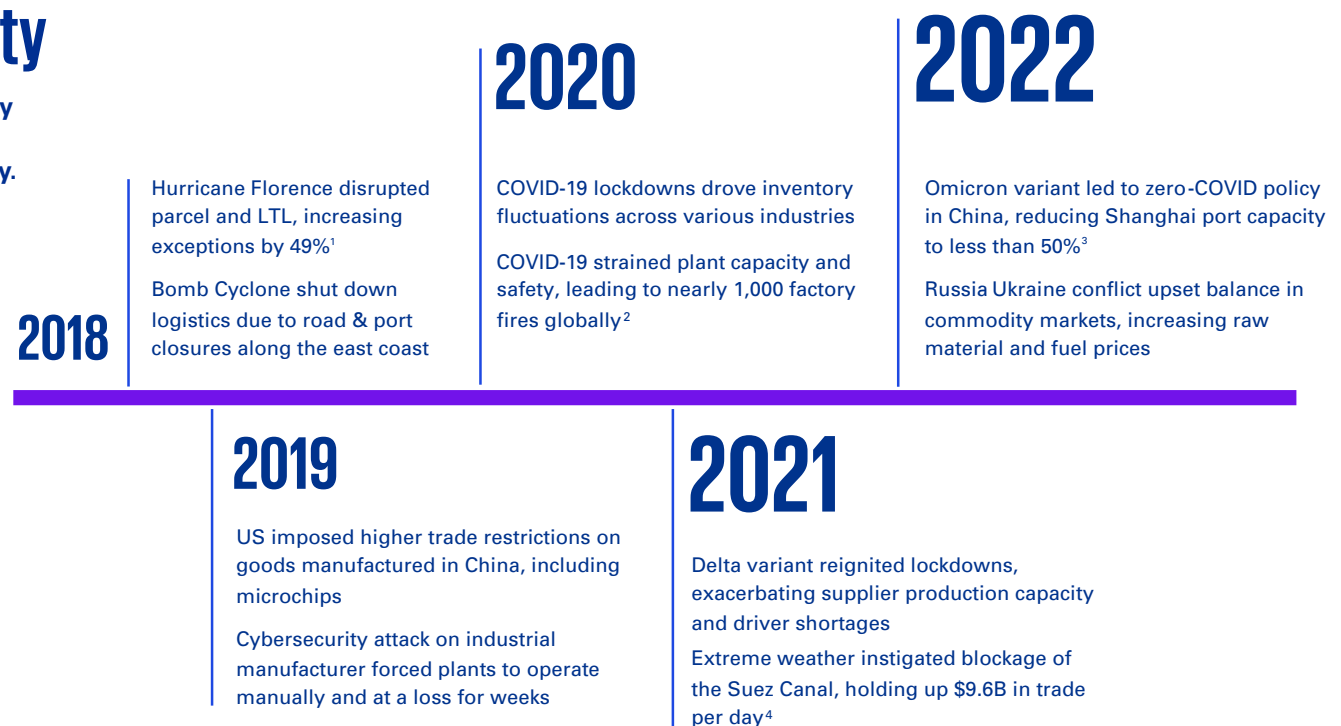 ty
y
y.
2018
Hurricane Florence disrupted
parcel and LTL, increasing
exceptions by 49%¹
Bomb Cyclone shut down
logistics due to road & port
closures along the east coast
2019
US imposed higher trade restrictions on
goods manufactured in China, including
microchips
Cybersecurity attack on industrial
manufacturer forced plants to operate
manually and at a loss for weeks
2020
COVID-19 lockdowns drove inventory
fluctuations across various industries
COVID-19 strained plant capacity and
safety, leading to nearly 1,000 factory
fires globally²
2021
Delta variant reignited lockdowns,
exacerbating supplier production capacity
and driver shortages
Extreme weather instigated blockage of
the Suez Canal, holding up $9.6B in trade
per day⁴
2022
Omicron variant led to zero-COVID policy
in China, reducing Shanghai port capacity
to less than 50%³
Russia Ukraine conflict upset balance in
commodity markets, increasing raw
material and fuel prices